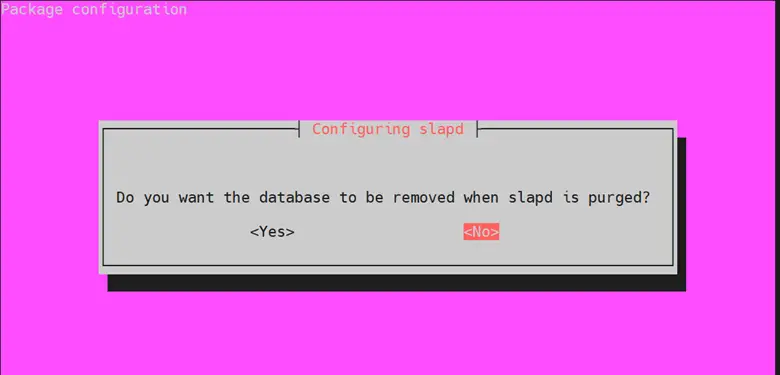 Package configuration
Configuring slapd
Do you want the database to be removed when slapd is purged?
<Yes> <No>